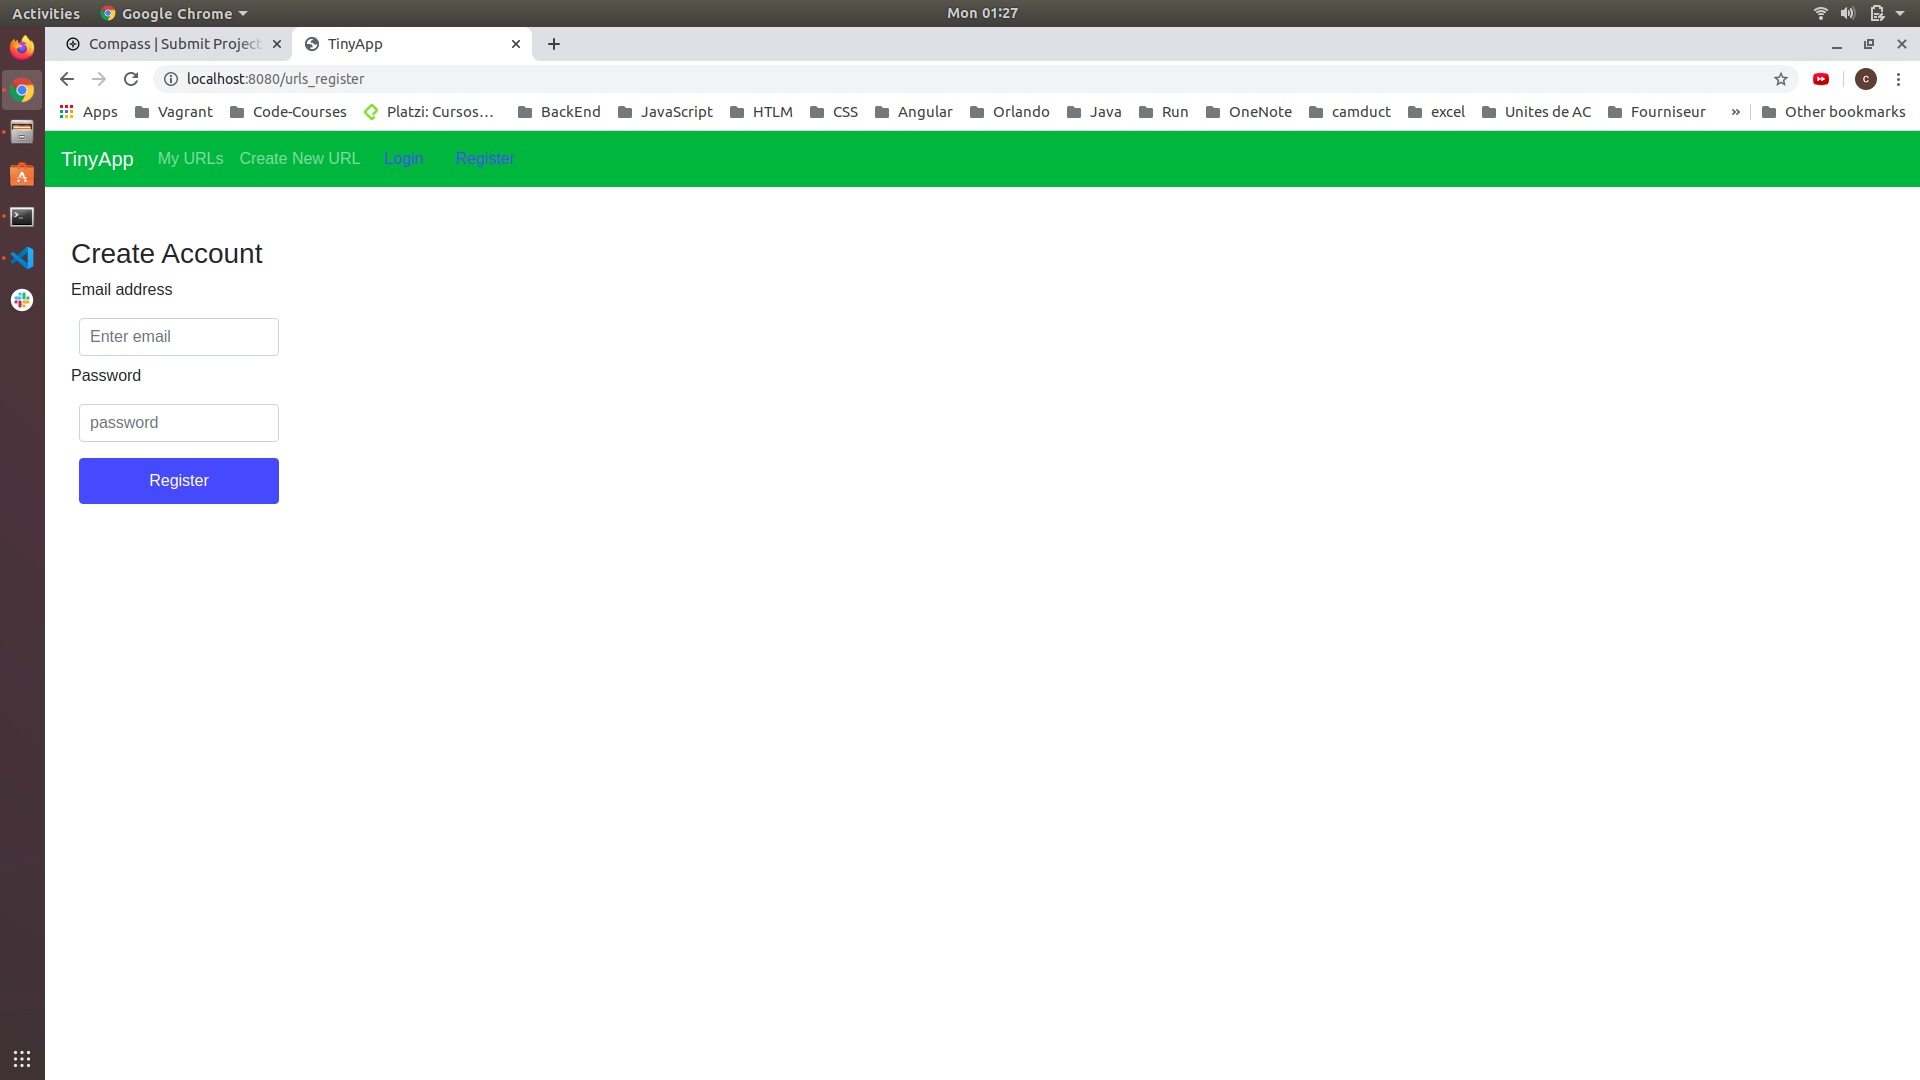 Activities Google Chrome Mon 01:27
Compass | Submit Project TinyApp
localhost:8080/urls_register c
Apps Vagrant Code-Courses Platzi: Cursos… BackEnd JavaScript HTLM CSS Angular Orlando Java Run OneNote camduct excel Unites de AC Fourniseur » Other bookmarks
TinyApp My URLs Create New URL Login Register
Create Account
Email address
Enter email
Password
password
Register